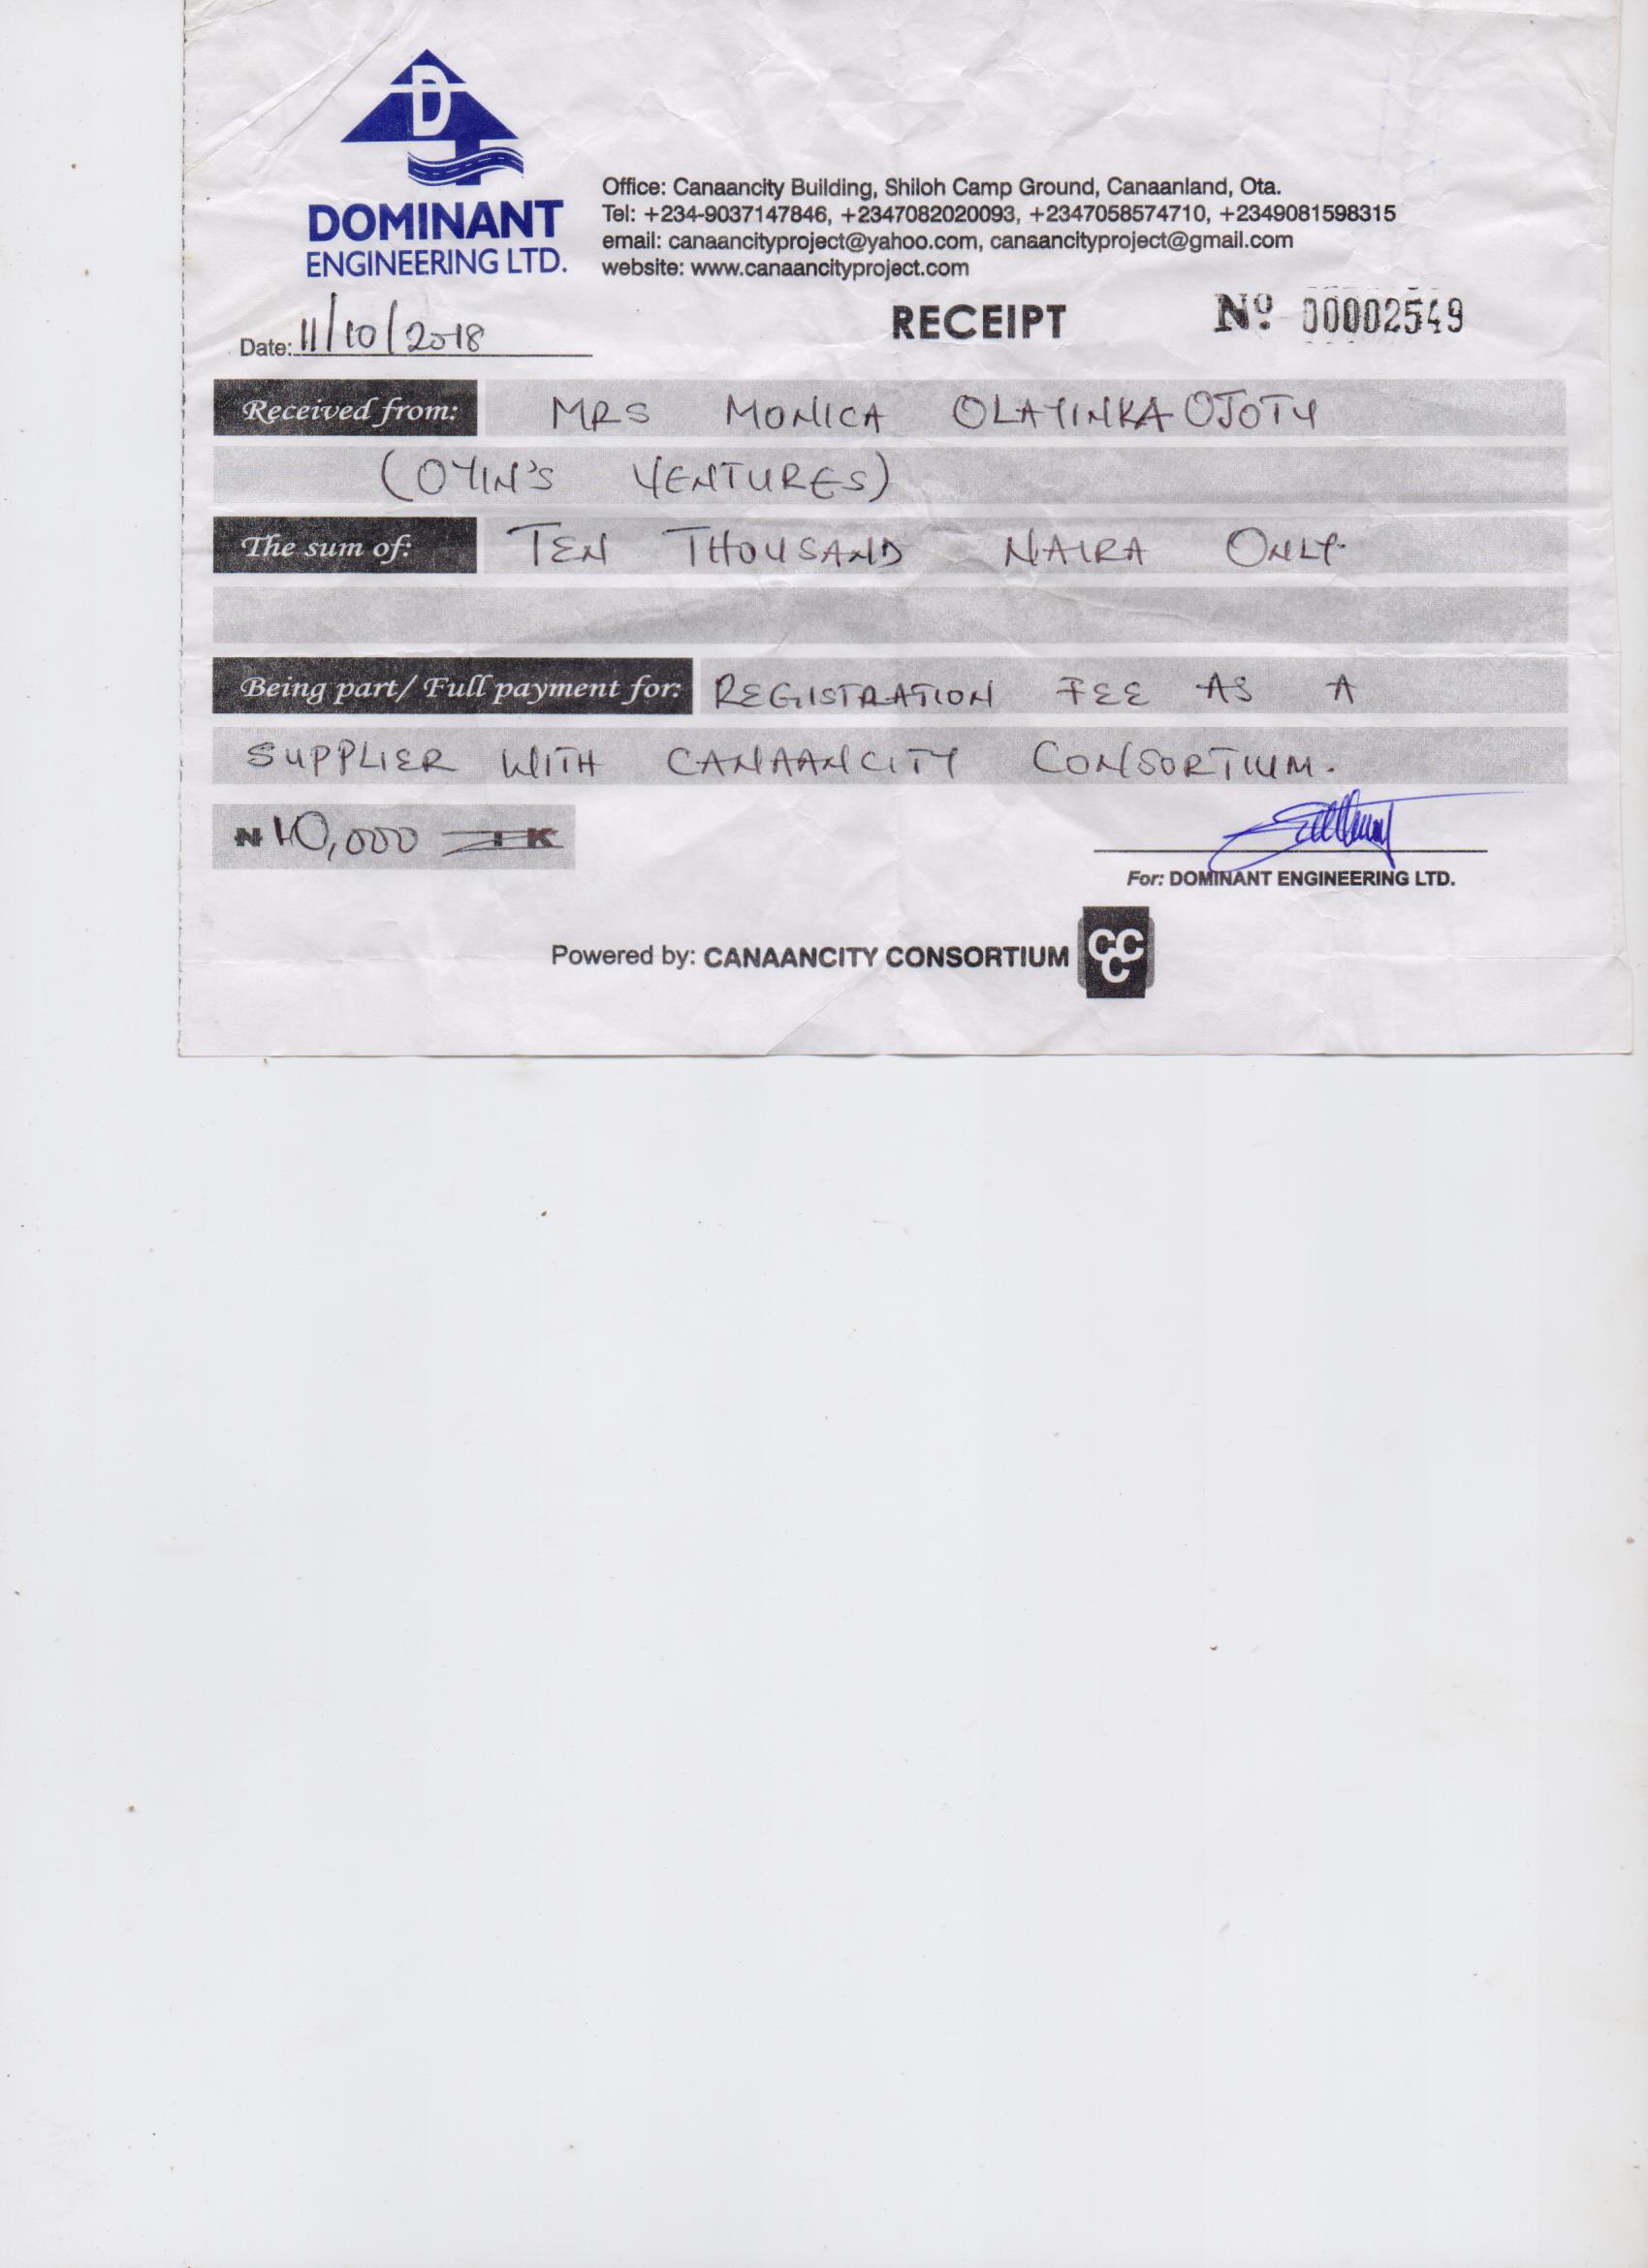 D
DOMINANT
ENGINEERING LTD.
Office: Canaancity Building, Shiloh Camp Ground, Canaanland, Ota.
Tel: +234-9037147846, +2347082020093, +2347058574710, +2349081598315
email: canaancityproject@yahoo.com, canaancityproject@gmail.com
website: www.canaancityproject.com
Date: 11/10/2018
RECEIPT
Nº 00002549
Received from: MRS MONICA OLAYINKA OJOTY
(OYIN'S VENTURES)
The sum of: TEN THOUSAND NAIRA ONLY.
Being part/ Full payment for: REGISTRATION FEE AS A
SUPPLIER WITH CANAANCITY CONSORTIUM.
₦ 10,000 K
For: DOMINANT ENGINEERING LTD.
Powered by: CANAANCITY CONSORTIUM
CCC